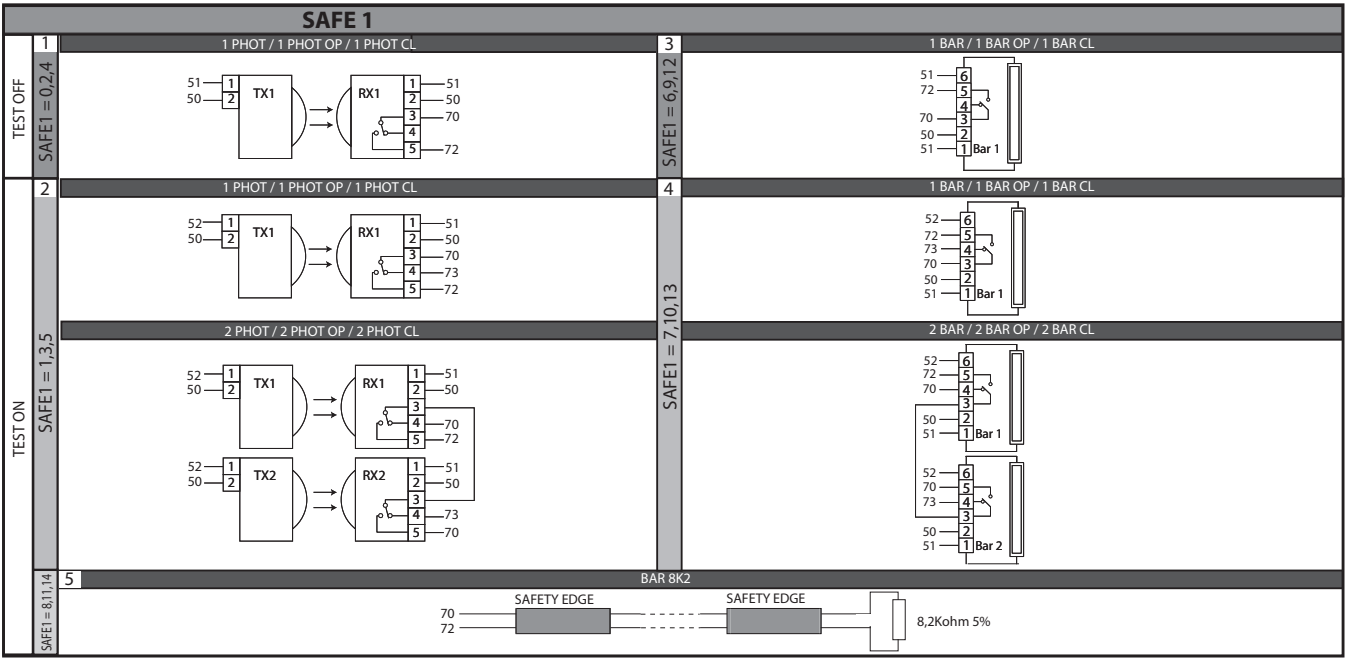 SAFE 1
TEST OFF
1
SAFE1 = 0,2,4
1 PHOT / 1 PHOT OP / 1 PHOT CL
51 1
50 2
TX1
RX1
1 51
2 50
3 70
4
5 72
3
SAFE1 = 6,9,12
1 BAR / 1 BAR OP / 1 BAR CL
51 6
72 5
4
70 3
50 2
51 1 Bar 1
TEST ON
2
SAFE1 = 1,3,5
1 PHOT / 1 PHOT OP / 1 PHOT CL
52 1
50 2
TX1
RX1
1 51
2 50
3 70
4 73
5 72
2 PHOT / 2 PHOT OP / 2 PHOT CL
52 1
50 2
TX1
RX1
1 51
2 50
3
4 70
5 72
52 1
50 2
TX2
RX2
1 51
2 50
3
4 73
5 70
4
SAFE1 = 7,10,13
1 BAR / 1 BAR OP / 1 BAR CL
52 6
72 5
73 4
70 3
50 2
51 1 Bar 1
2 BAR / 2 BAR OP / 2 BAR CL
52 6
72 5
70 4
3
50 2
51 1 Bar 1
52 6
70 5
73 4
3
50 2
51 1 Bar 2
SAFE1 = 8,11,14
5
BAR 8K2
SAFETY EDGE
SAFETY EDGE
70
72
8,2Kohm 5%